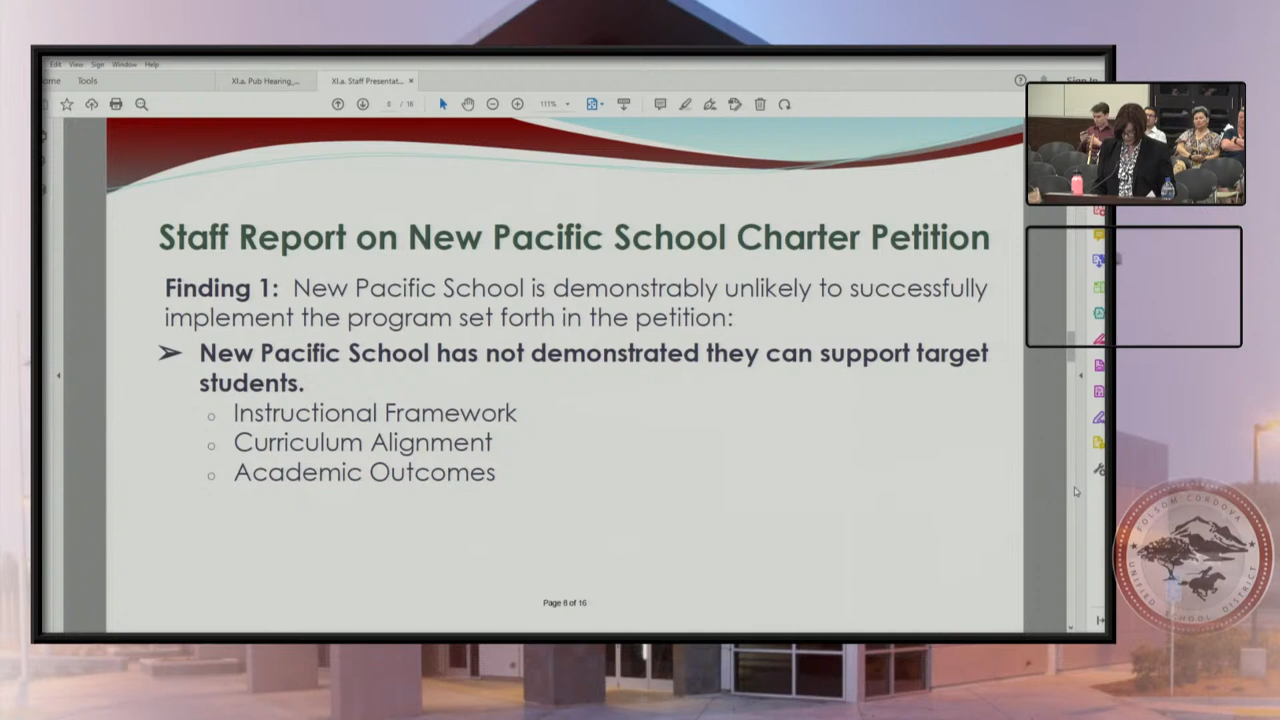 Edit View Sign Window Help
ome Tools XI.a. Pub Hearing_... XI.a. Staff Presentat... × Sign In
8 / 16 111%
Staff Report on New Pacific School Charter Petition
Finding 1: New Pacific School is demonstrably unlikely to successfully
implement the program set forth in the petition:
➢ New Pacific School has not demonstrated they can support target
students.
○ Instructional Framework
○ Curriculum Alignment
○ Academic Outcomes
Page 8 of 16
FOLSOM CORDOVA
UNIFIED SCHOOL DISTRICT